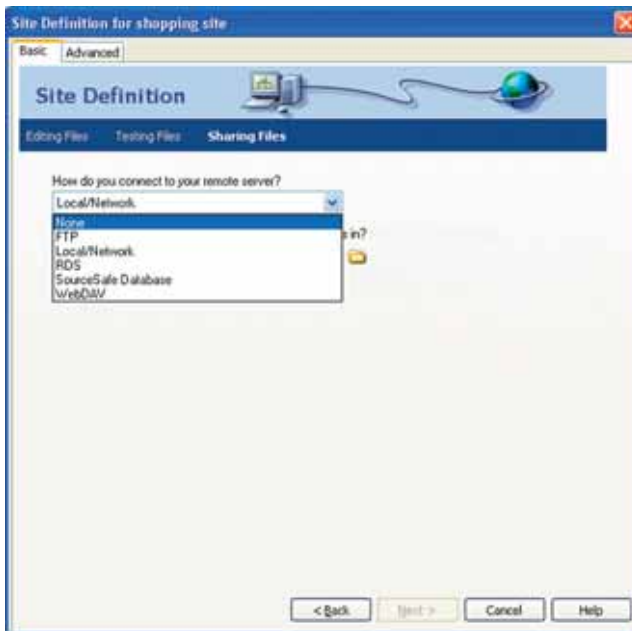 Site Definition for shopping site
Basic Advanced
Site Definition
Editing Files Testing Files Sharing Files
How do you connect to your remote server?
Local/Network
None
FTP
s in?
Local/Network
RDS
SourceSafe Database
WebDAV
< Back Next > Cancel Help